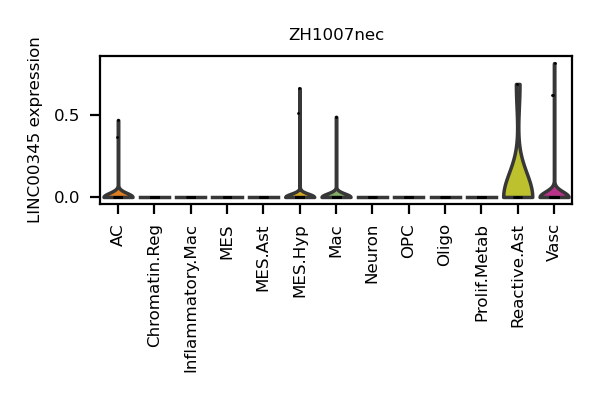 ZH1007nec
LINC00345 expression
0.5
0.0
AC
Chromatin.Reg
Inflammatory.Mac
MES
MES.Ast
MES.Hyp
Mac
Neuron
OPC
Oligo
Prolif.Metab
Reactive.Ast
Vasc